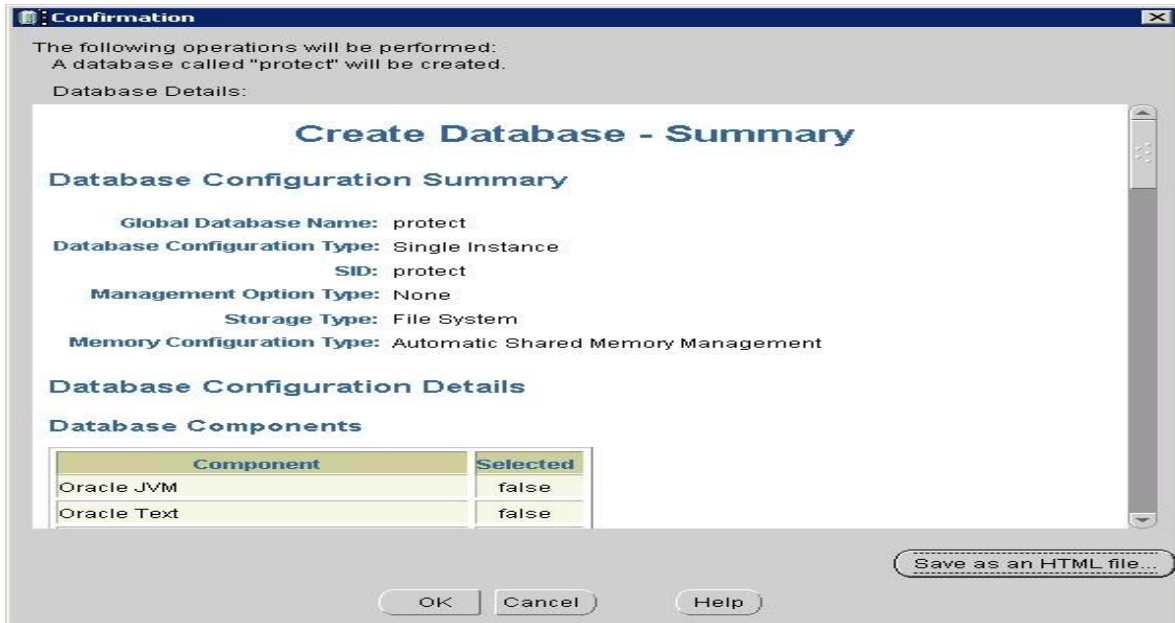 Confirmation
The following operations will be performed:
A database called "protect" will be created.
Database Details:
Create Database - Summary
Database Configuration Summary
Global Database Name: protect
Database Configuration Type: Single Instance
SID: protect
Management Option Type: None
Storage Type: File System
Memory Configuration Type: Automatic Shared Memory Management
Database Configuration Details
Database Components
Component Selected
Oracle JVM false
Oracle Text false
Save as an HTML file...
OK Cancel Help